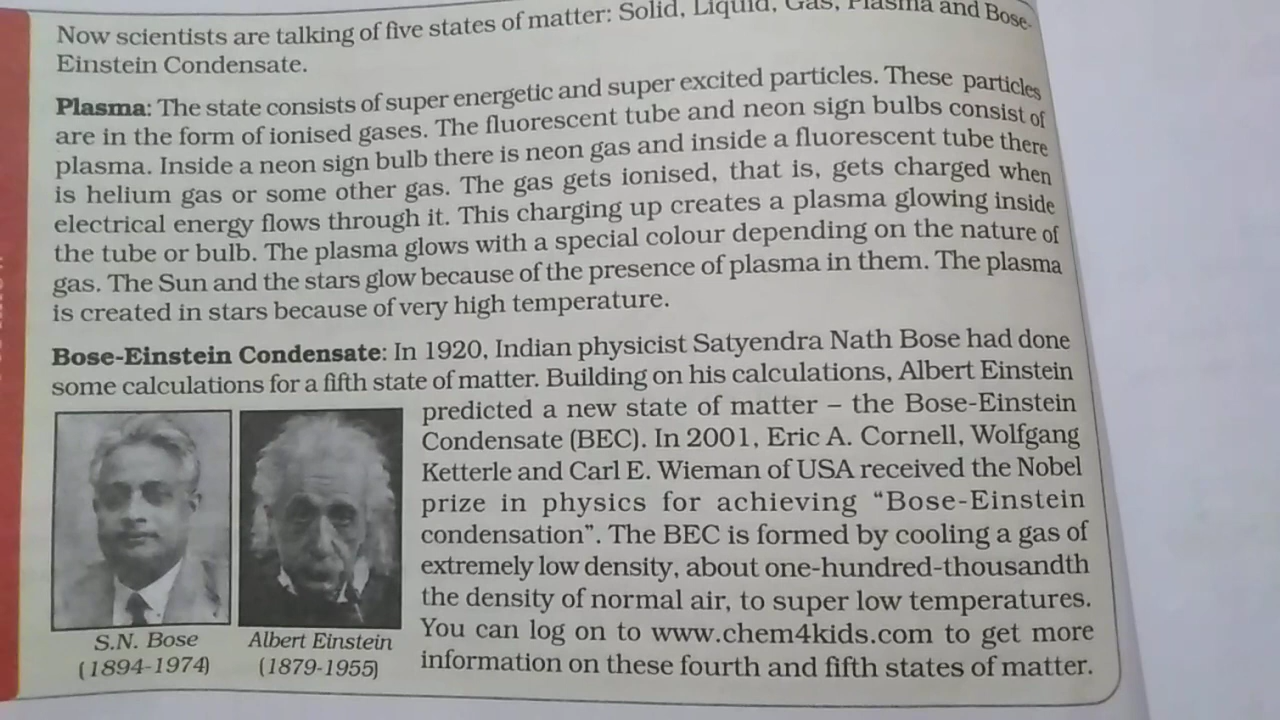 Now scientists are talking of five states of matter: Solid, Liquid, Gas, Plasma and Bose-
Einstein Condensate.
Plasma: The state consists of super energetic and super excited particles. These particles
are in the form of ionised gases. The fluorescent tube and neon sign bulbs consist of
plasma. Inside a neon sign bulb there is neon gas and inside a fluorescent tube there
is helium gas or some other gas. The gas gets ionised, that is, gets charged when
electrical energy flows through it. This charging up creates a plasma glowing inside
the tube or bulb. The plasma glows with a special colour depending on the nature of
gas. The Sun and the stars glow because of the presence of plasma in them. The plasma
is created in stars because of very high temperature.
Bose-Einstein Condensate: In 1920, Indian physicist Satyendra Nath Bose had done
some calculations for a fifth state of matter. Building on his calculations, Albert Einstein
predicted a new state of matter – the Bose-Einstein
Condensate (BEC). In 2001, Eric A. Cornell, Wolfgang
Ketterle and Carl E. Wieman of USA received the Nobel
prize in physics for achieving “Bose-Einstein
condensation”. The BEC is formed by cooling a gas of
extremely low density, about one-hundred-thousandth
the density of normal air, to super low temperatures.
You can log on to www.chem4kids.com to get more
information on these fourth and fifth states of matter.
S.N. Bose
(1894-1974)
Albert Einstein
(1879-1955)